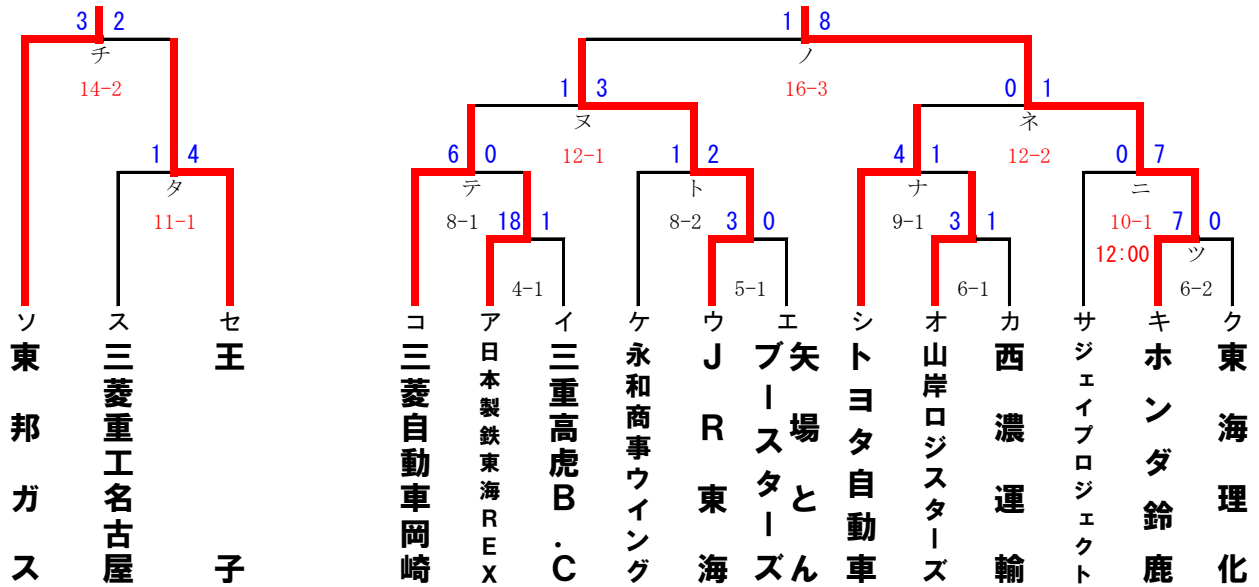 3 2
1 8
チ
ノ
14-2
16-3
1 3
0 1
ヌ
ネ
12-1
12-2
1 4
6 0
1 2
4 1
0 7
タ
テ
ト
ナ
ニ
11-1
8-1
8-2
9-1
10-1
18 1
3 0
3 1
7 0
12:00
ツ
4-1
5-1
6-1
6-2
ソ ス セ コ ア イ ケ ウ エ シ オ カ サ キ ク
東邦ガス
三菱重工名古屋
王子
三菱自動車岡崎
日本製鉄東海REX
三重高虎B.C
永和商事ウイング
JR東海
矢場とん
ブースターズ
トヨタ自動車
山岸ロジスターズ
西濃運輸
ジェイプロジェクト
ホンダ鈴鹿
東海理化